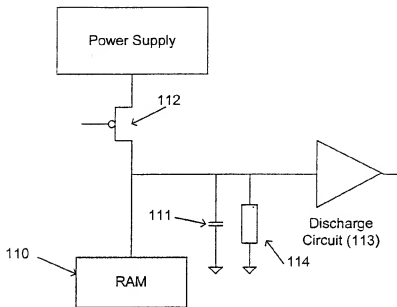 Power Supply
112
111
114
Discharge
Circuit (113)
110
RAM